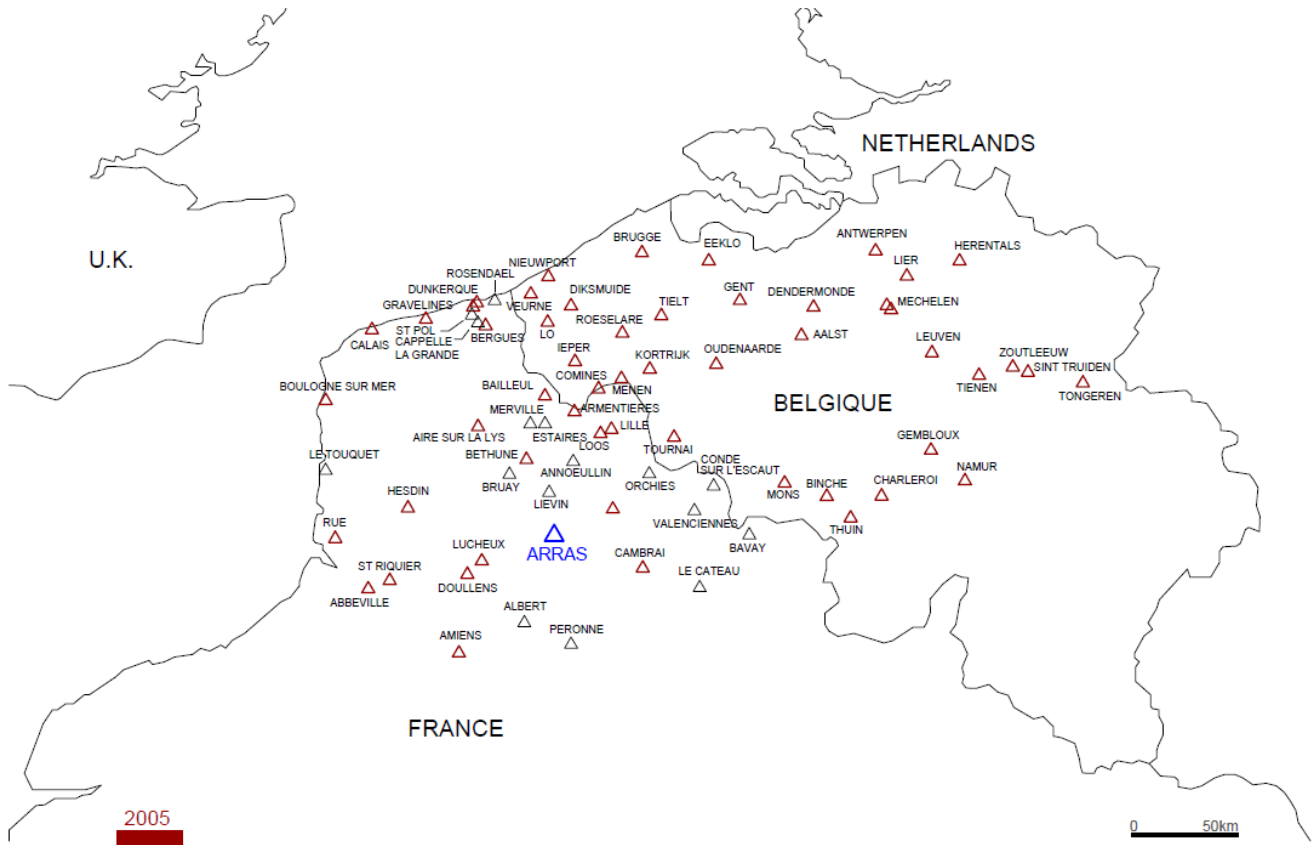 NETHERLANDS
U.K.
BRUGGE
EEKLO
ANTWERPEN
HERENTALS
LIER
NIEUWPORT
ROSENDAEL
DUNKERQUE
DIKSMUIDE
GENT
DENDERMONDE
GRAVELINES
VEURNE
TIELT
MECHELEN
ROESELARE
ST POL
CAPPELLE
LA GRANDE
BERGUES
LO
CALAIS
AALST
LEUVEN
IEPER
KORTRIJK
OUDENAARDE
ZOUTLEEUW
SINT TRUIDEN
COMINES
MENEN
TIENEN
TONGEREN
BOULOGNE SUR MER
BAILLEUL
BELGIQUE
MERVILLE
ARMENTIERES
LILLE
AIRE SUR LA LYS
ESTAIRES
LOOS
TOURNAI
GEMBLOUX
LE TOUQUET
BETHUNE
ANNOEULLIN
CONDE
SUR L'ESCAUT
BRUAY
ORCHIES
MONS
BINCHE
CHARLEROI
NAMUR
HESDIN
LIEVIN
VALENCIENNES
THUIN
RUE
BAVAY
LUCHEUX
ARRAS
CAMBRAI
ST RIQUIER
LE CATEAU
DOULLENS
ABBEVILLE
ALBERT
PERONNE
AMIENS
FRANCE
2005
0 50km